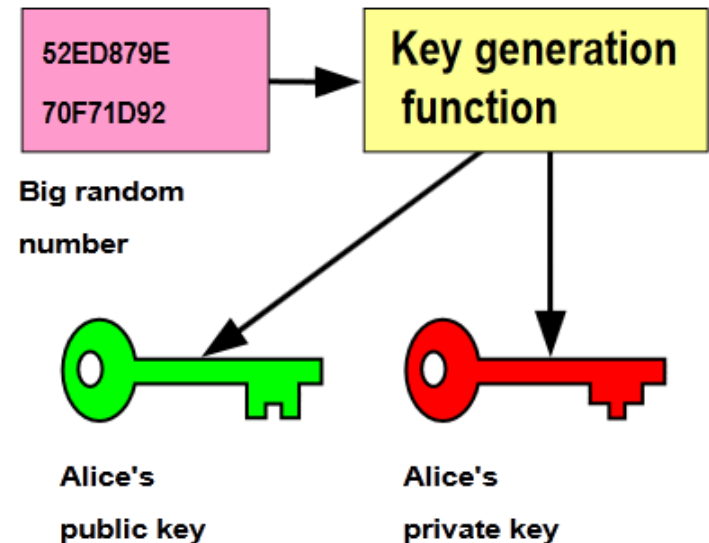 52ED879E
70F71D92
Key generation
function
Big random
number
Alice's
public key
Alice's
private key